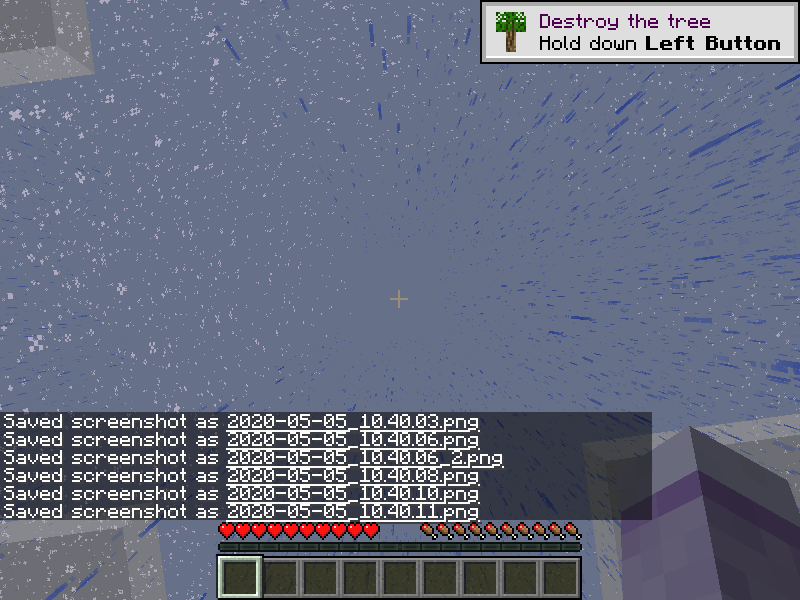 Destroy the tree
Hold down Left Button
Saved screenshot as 2020-05-05_10.40.03.png
Saved screenshot as 2020-05-05_10.40.06.png
Saved screenshot as 2020-05-05_10.40.06_2.png
Saved screenshot as 2020-05-05_10.40.08.png
Saved screenshot as 2020-05-05_10.40.10.png
Saved screenshot as 2020-05-05_10.40.11.png